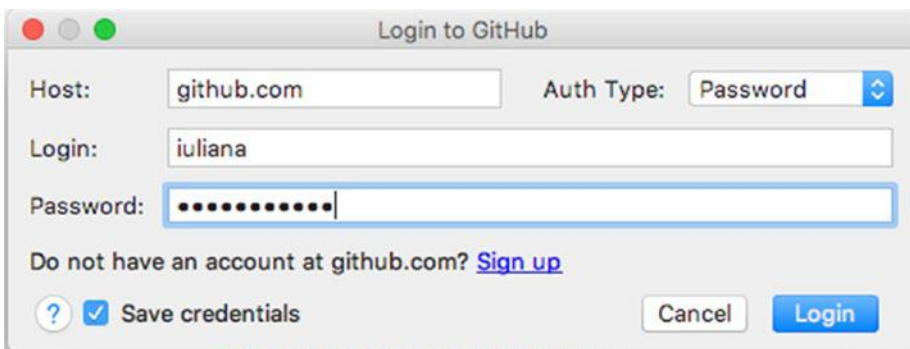 Login to GitHub
Host: github.com Auth Type: Password
Login: iuliana
Password: •••••••••••
Do not have an account at github.com? Sign up
? Save credentials Cancel Login